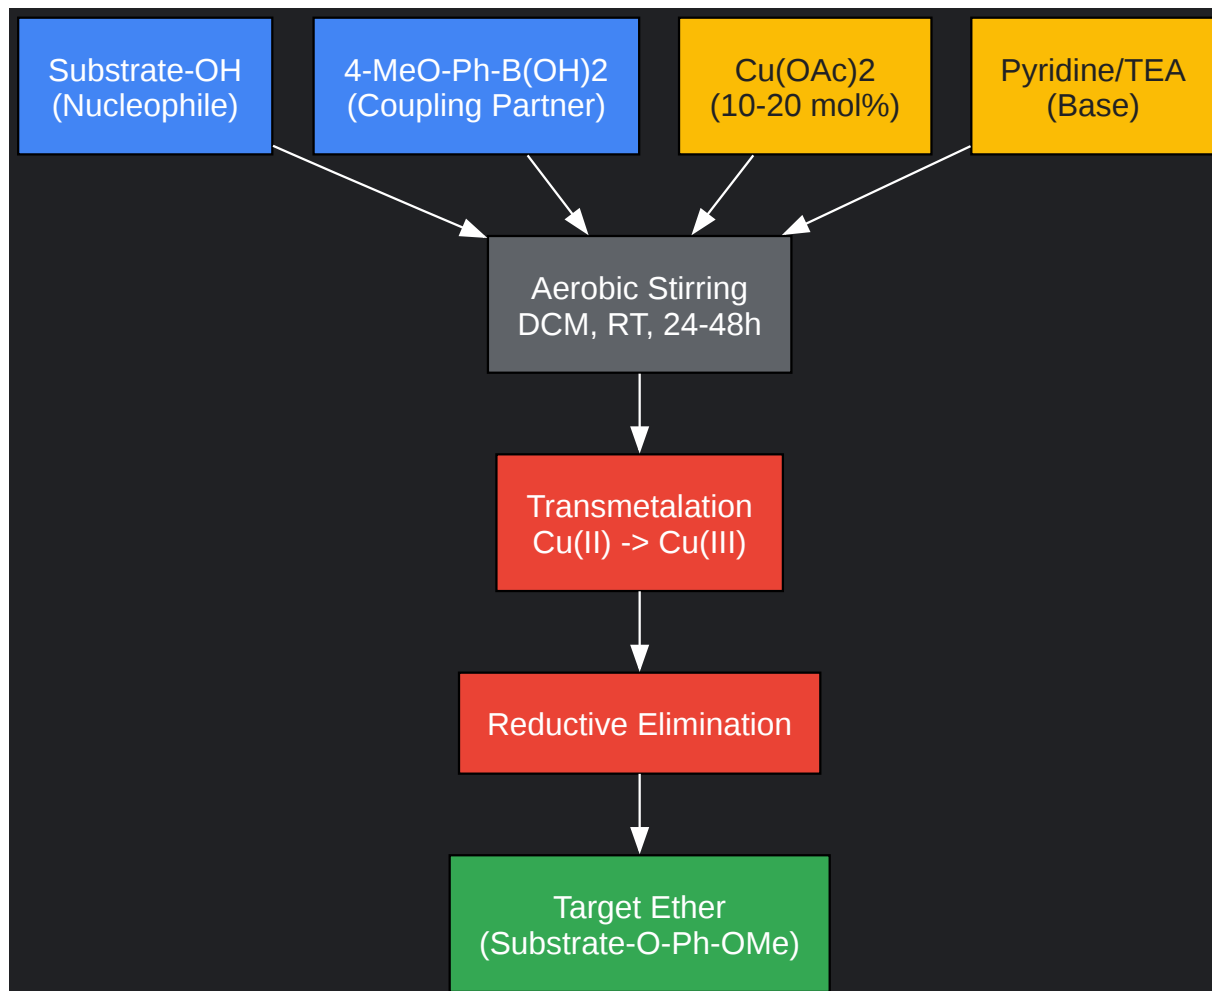 Substrate-OH
(Nucleophile)
4-MeO-Ph-B(OH)2
(Coupling Partner)
Cu(OAc)2
(10-20 mol%)
Pyridine/TEA
(Base)
Aerobic Stirring
DCM, RT, 24-48h
Transmetalation
Cu(II) -> Cu(III)
Reductive Elimination
Target Ether
(Substrate-O-Ph-OMe)